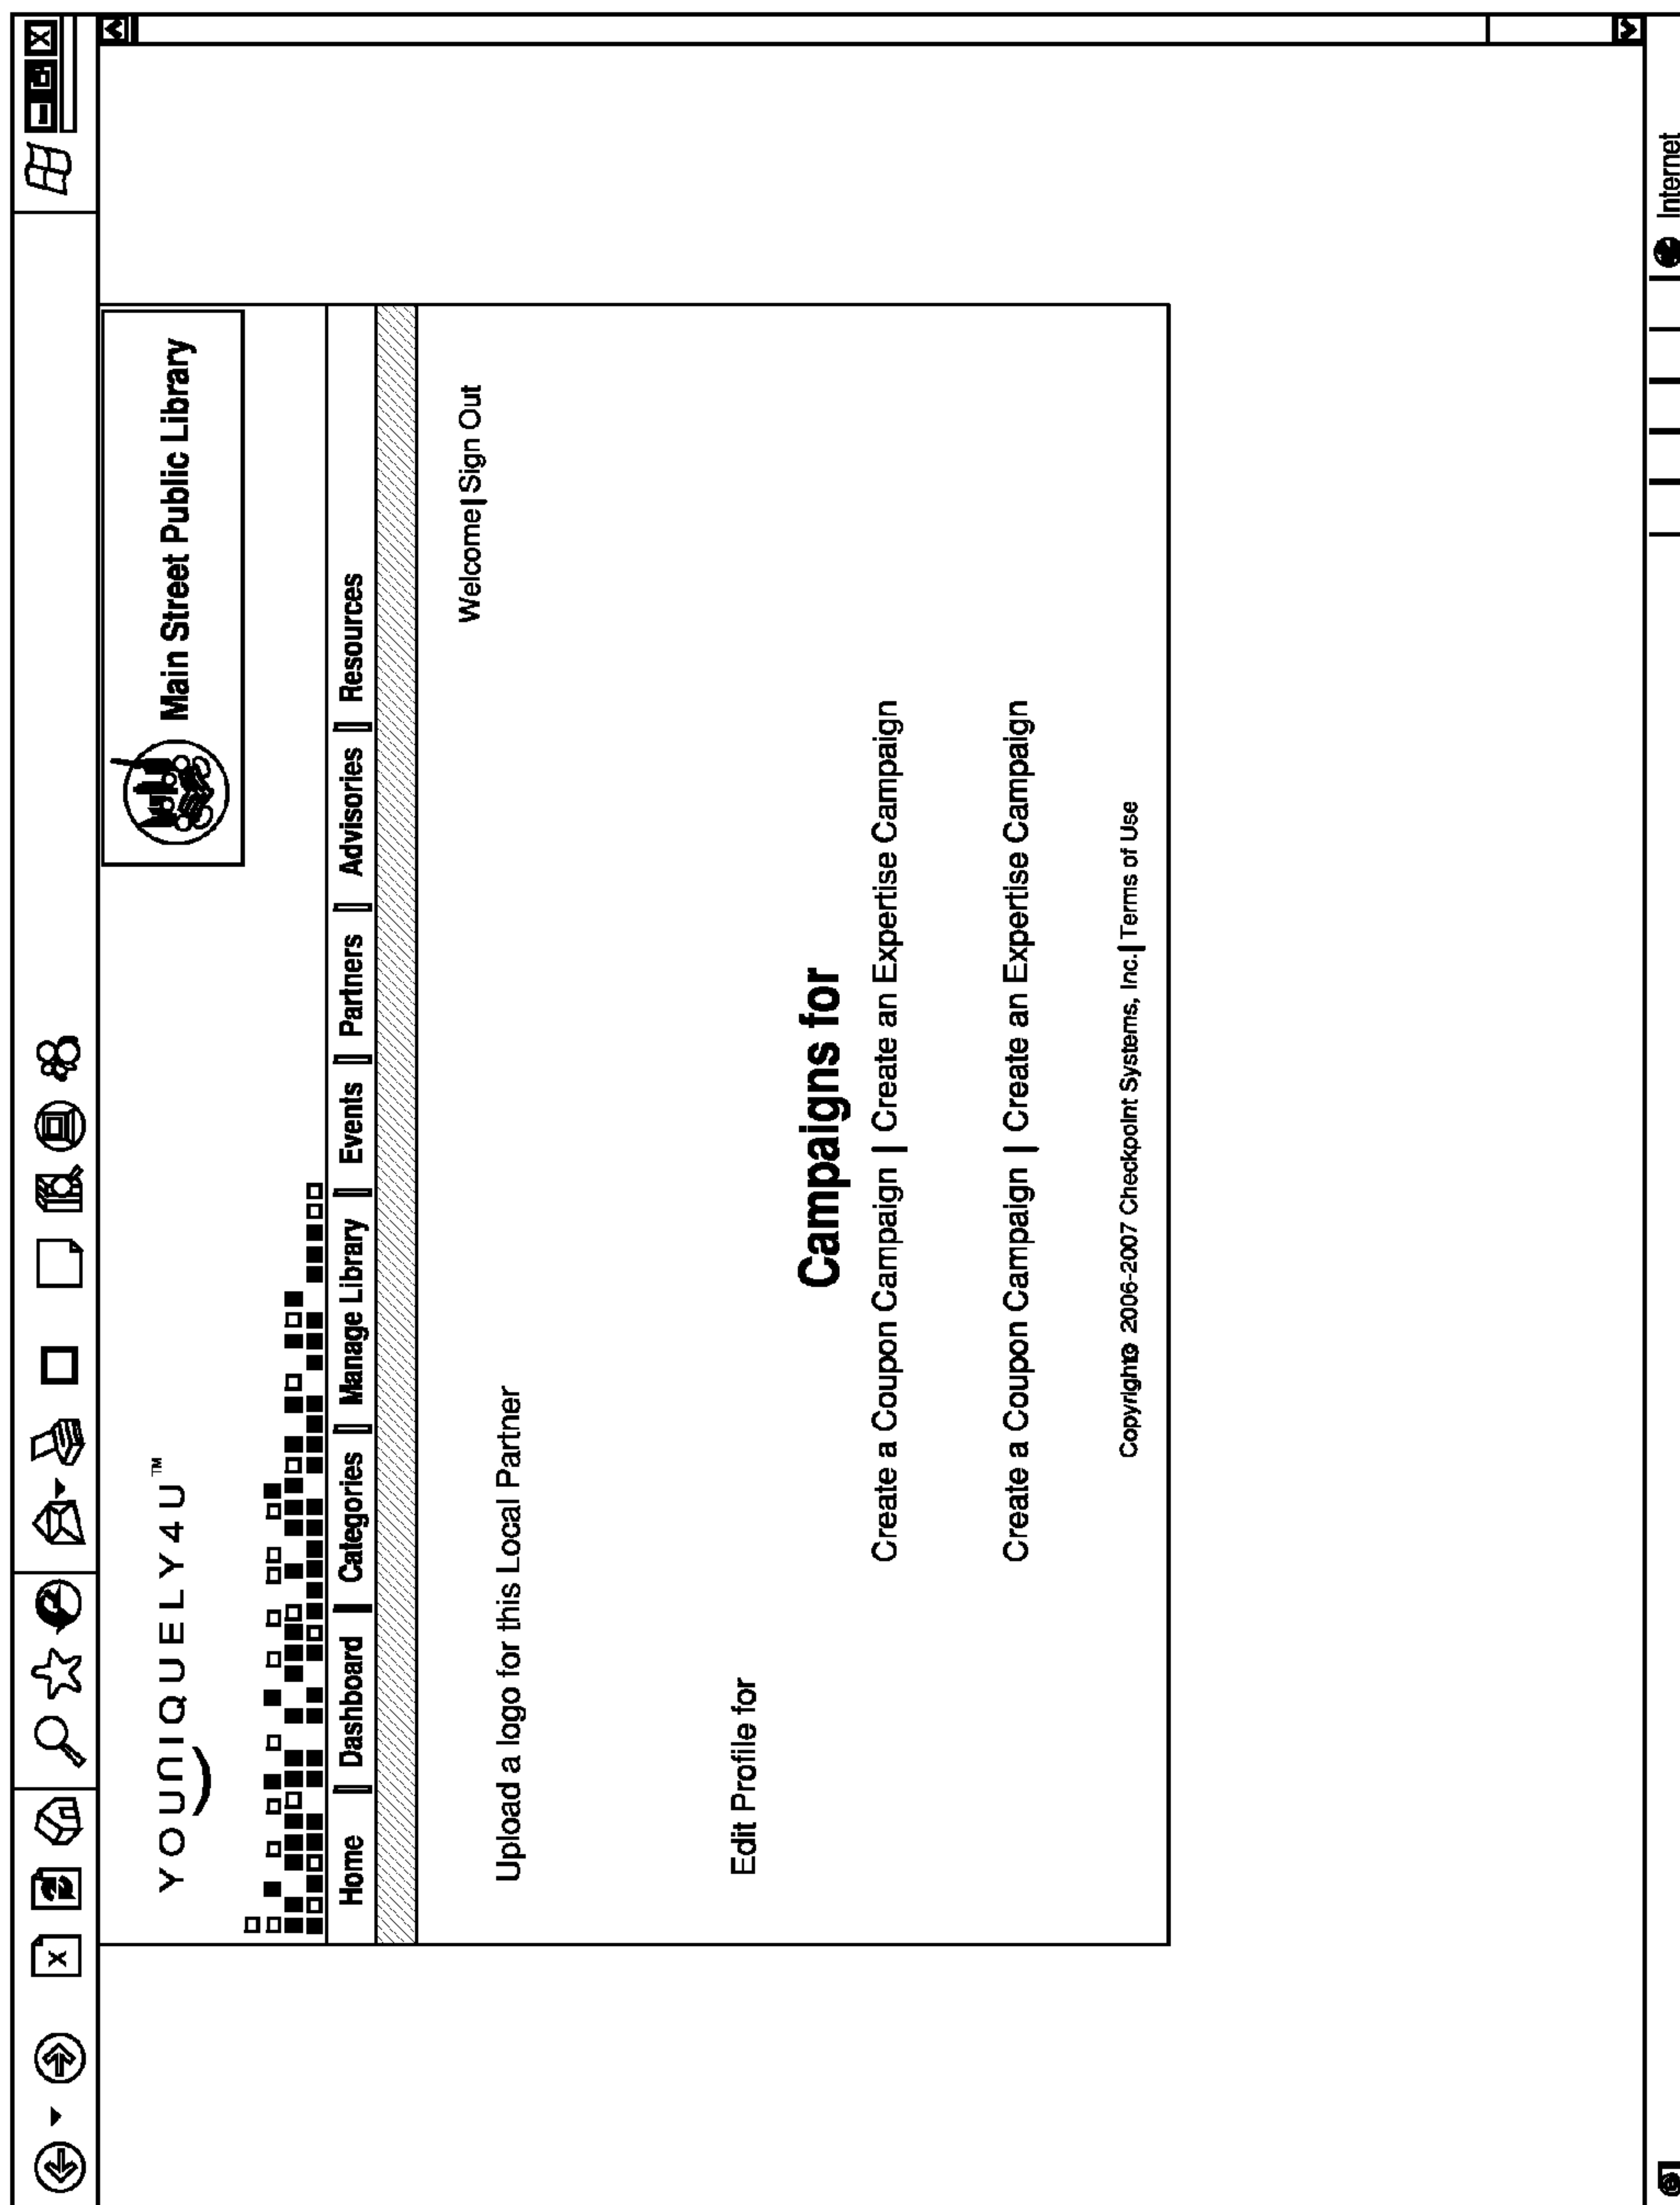 YOUNIQUELY4U™
Main Street Public Library
Home | Dashboard | Categories | Manage Library | Events | Partners | Advisories | Resources
Welcome | Sign Out
Upload a logo for this Local Partner
Edit Profile for
Campaigns for
Create a Coupon Campaign | Create an Expertise Campaign
Create a Coupon Campaign | Create an Expertise Campaign
Copyright© 2006-2007 Checkpoint Systems, Inc. | Terms of Use
Internet